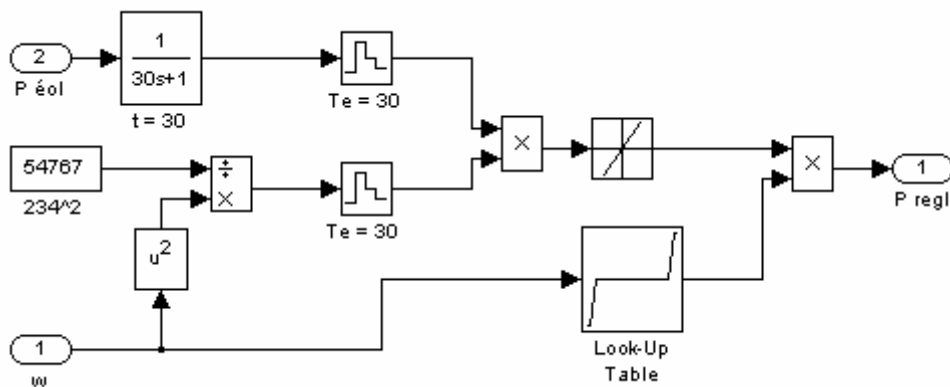 2
P éol
1
30s+1
t = 30
Te = 30
54767
234^2
÷
×
Te = 30
×
×
1
P regl
u²
1
w
Look-Up
Table